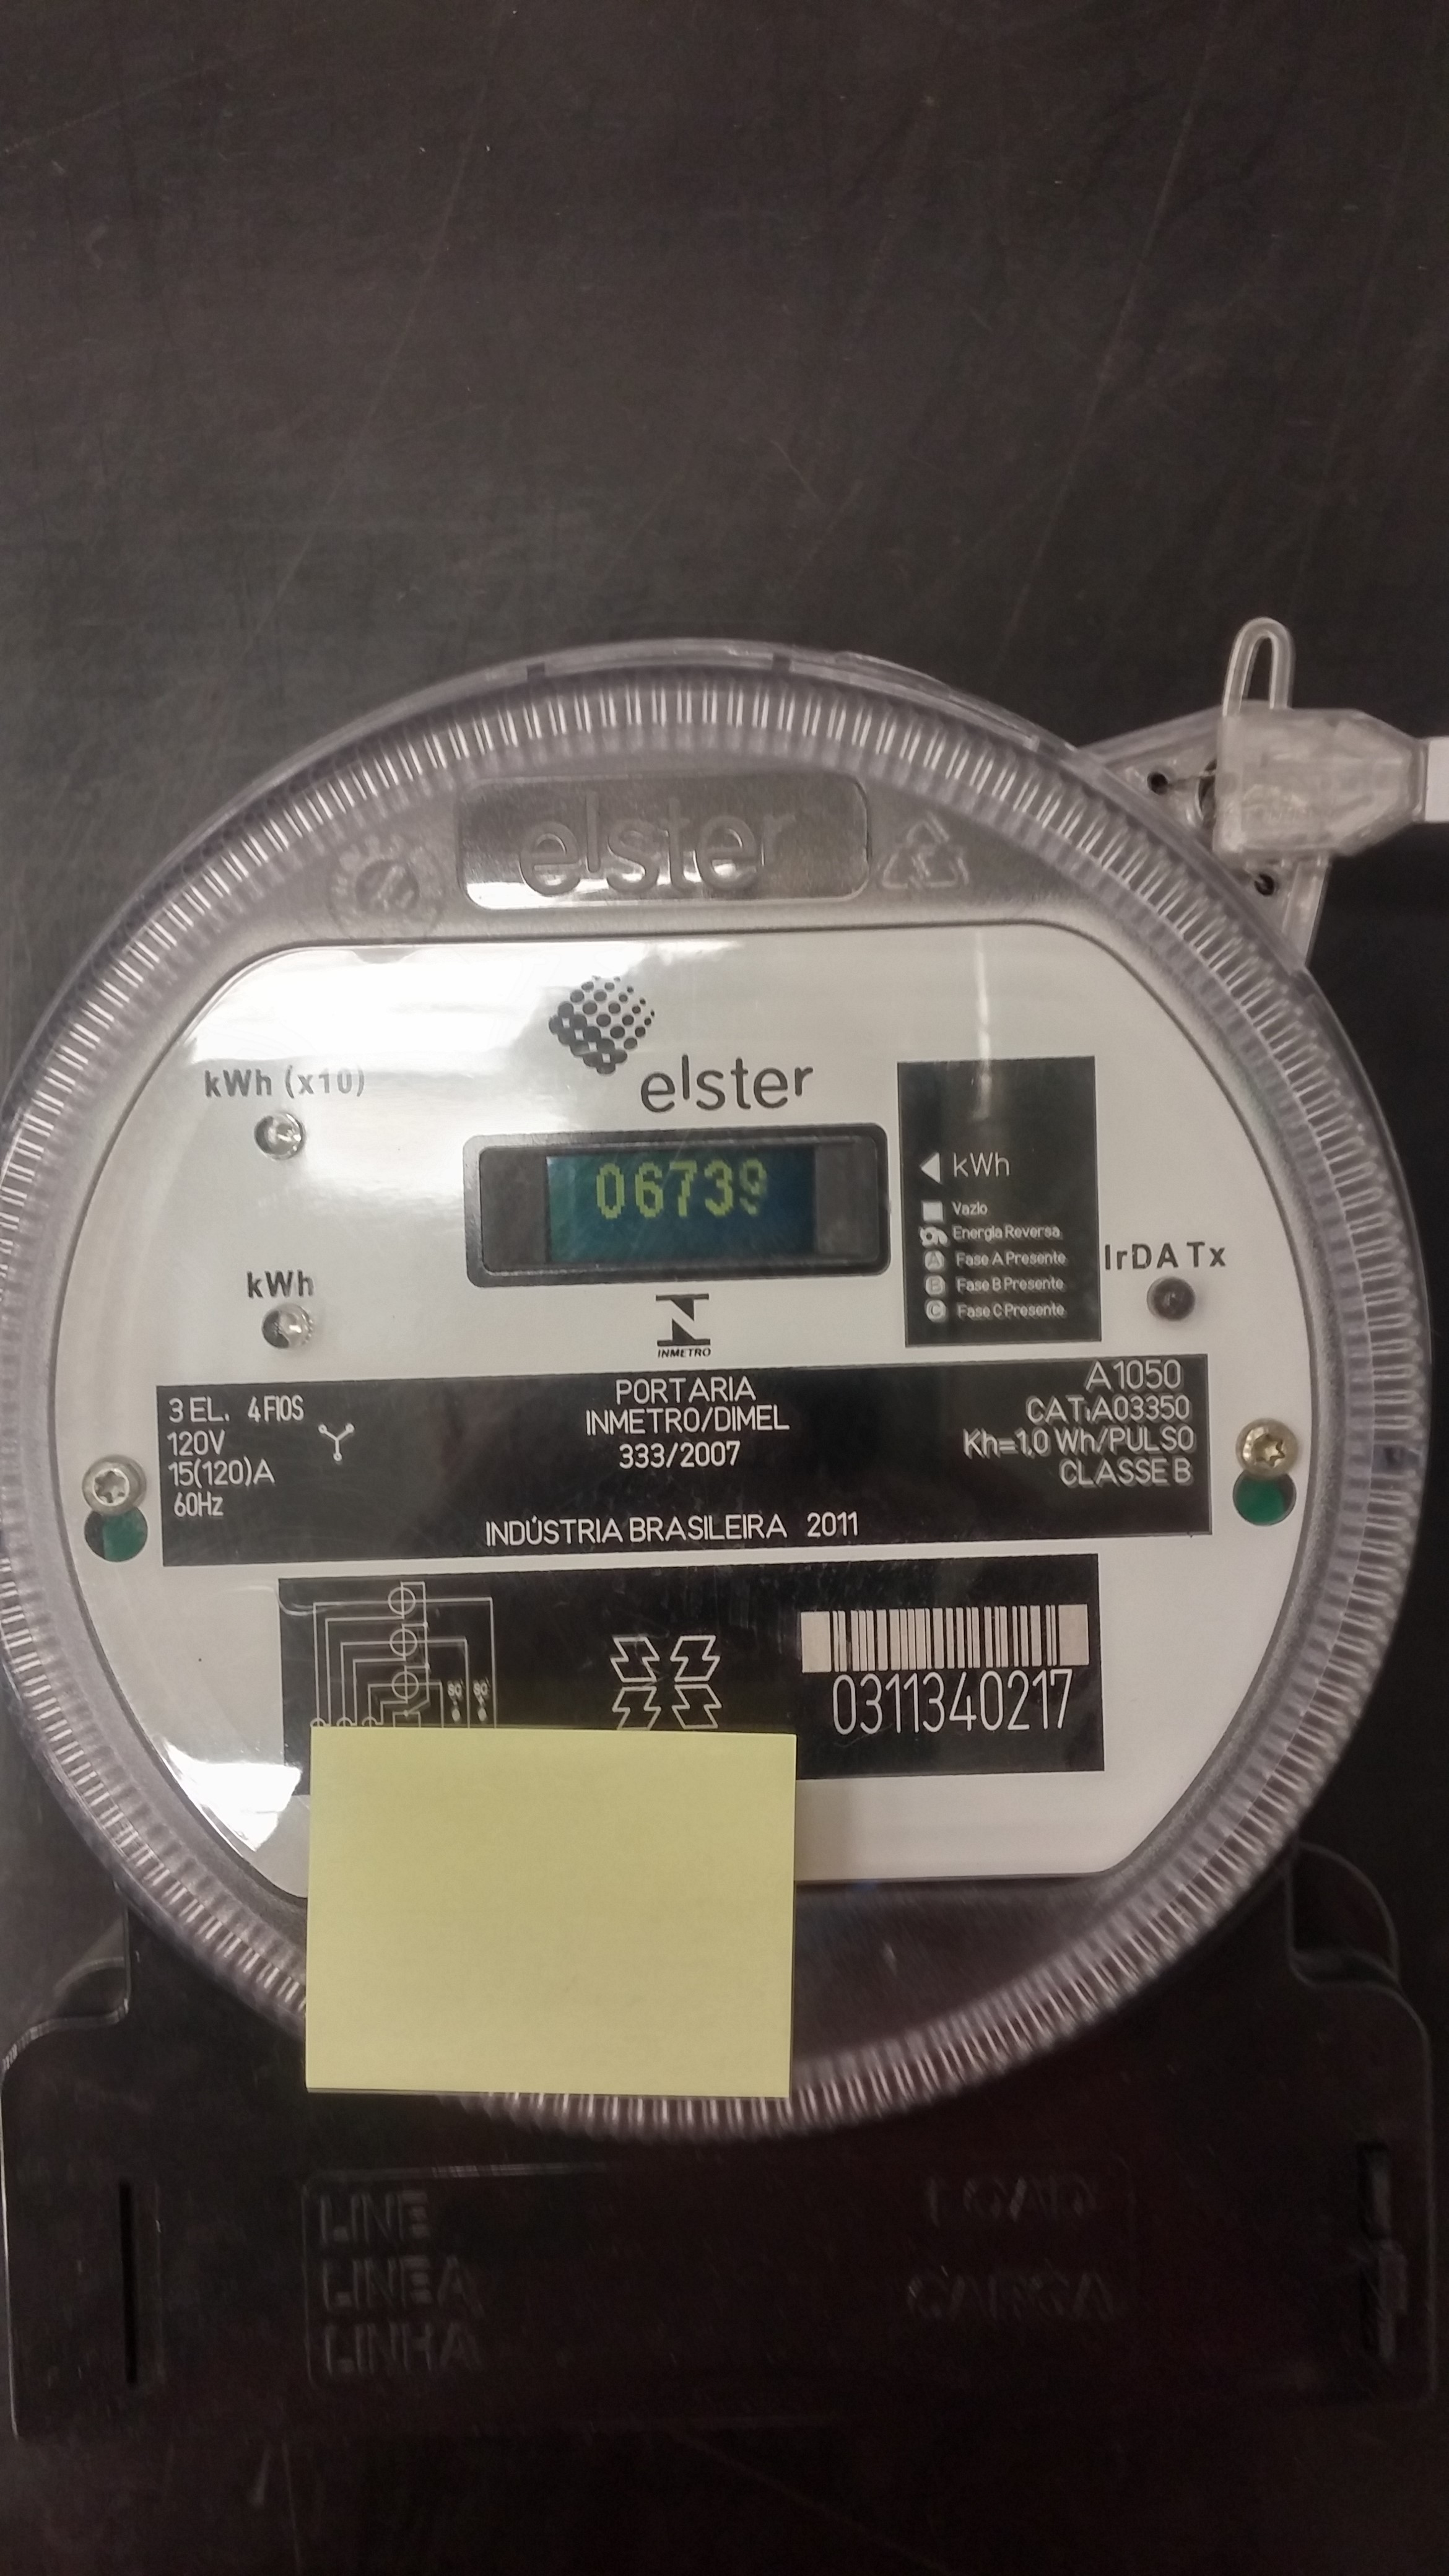 elster
elster
kWh (x10)
06739
kWh
kWh
Vazio
Energia Reversa
A Fase A Presente
B Fase B Presente
C Fase C Presente
IrDA Tx
INMETRO
3 EL. 4 FIOS
120V
15(120)A
60Hz
PORTARIA
INMETRO/DIMEL
333/2007
A1050
CAT.A03350
Kh=1,0 Wh/PULSO
CLASSE B
INDÚSTRIA BRASILEIRA 2011
0311340217
LINE
LINEA
LINHA
LOAD
CARGA